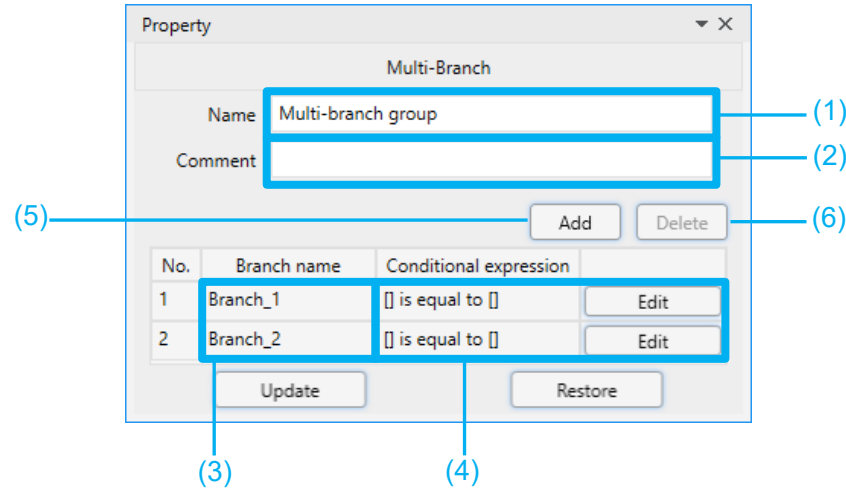 Property
Multi-Branch
Name Multi-branch group (1)
Comment (2)
(5) Add Delete (6)
No. Branch name Conditional expression
1 Branch_1 [] is equal to [] Edit
2 Branch_2 [] is equal to [] Edit
Update Restore
(3) (4)